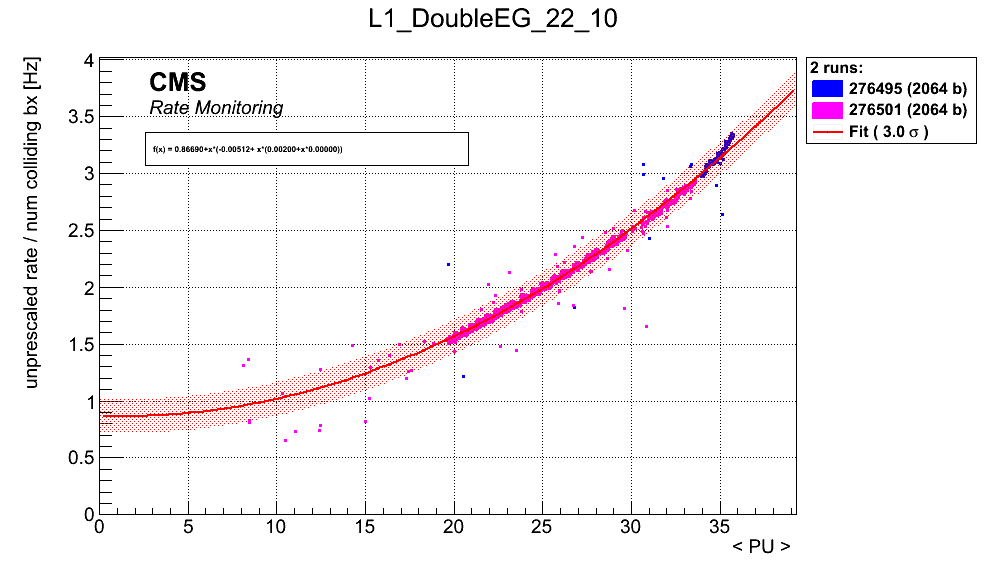 L1_DoubleEG_22_10
unprescaled rate / num colliding bx [Hz]
4
3.5
3
2.5
2
1.5
1
0.5
0
CMS
Rate Monitoring
f(x) = 0.86690+x*(-0.00512+ x*(0.00200+x*0.00000))
2 runs:
276495 (2064 b)
276501 (2064 b)
Fit ( 3.0 σ )
0 5 10 15 20 25 30 35
< PU >